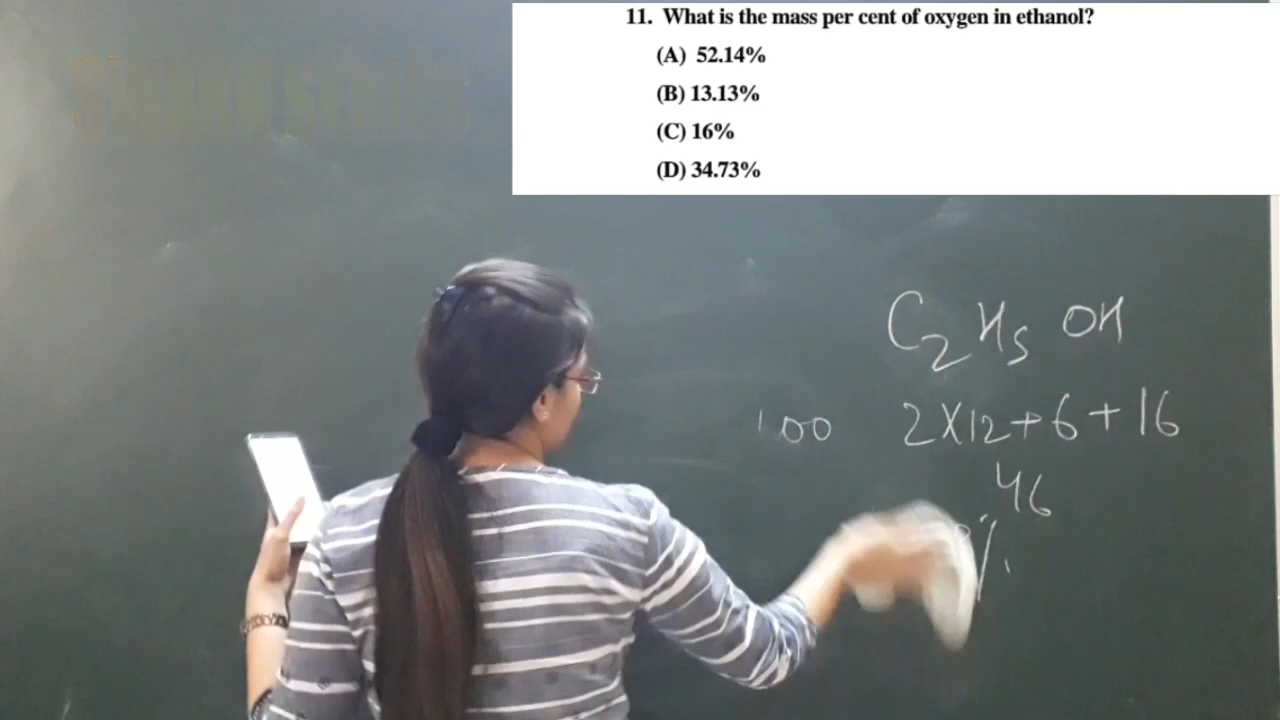 11. What is the mass per cent of oxygen in ethanol?
(A) 52.14%
(B) 13.13%
(C) 16%
(D) 34.73%
C₂H₅ OH
100 2X12+6+16
46
%